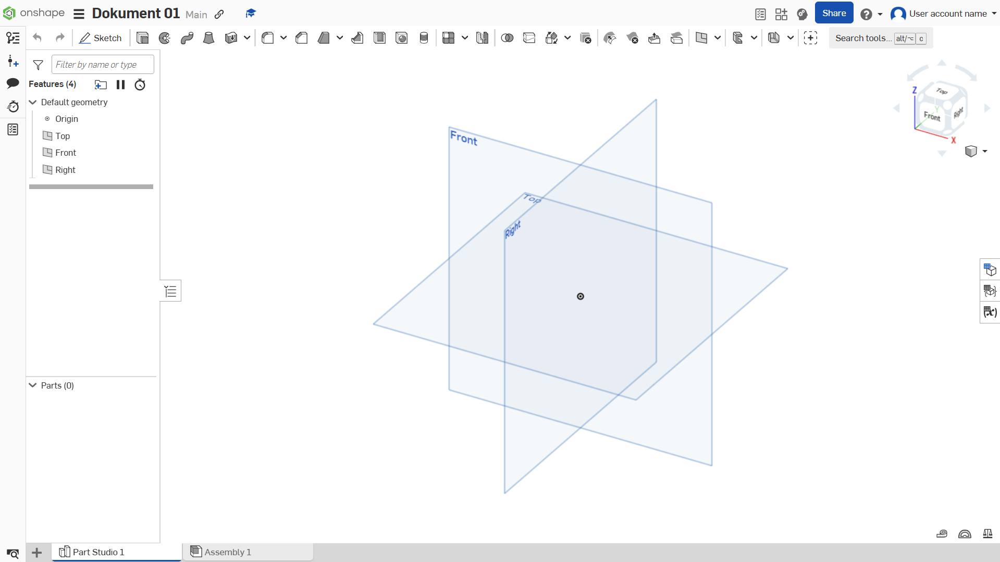 onshape Dokument 01 Main Share User account name
Sketch Search tools... alt/⌥ c
Filter by name or type
Features (4)
Default geometry
Origin
Top
Front
Right
Parts (0)
Front
Top
Right
Z
Top
Y
Front
Right
X
(x)
Part Studio 1 Assembly 1